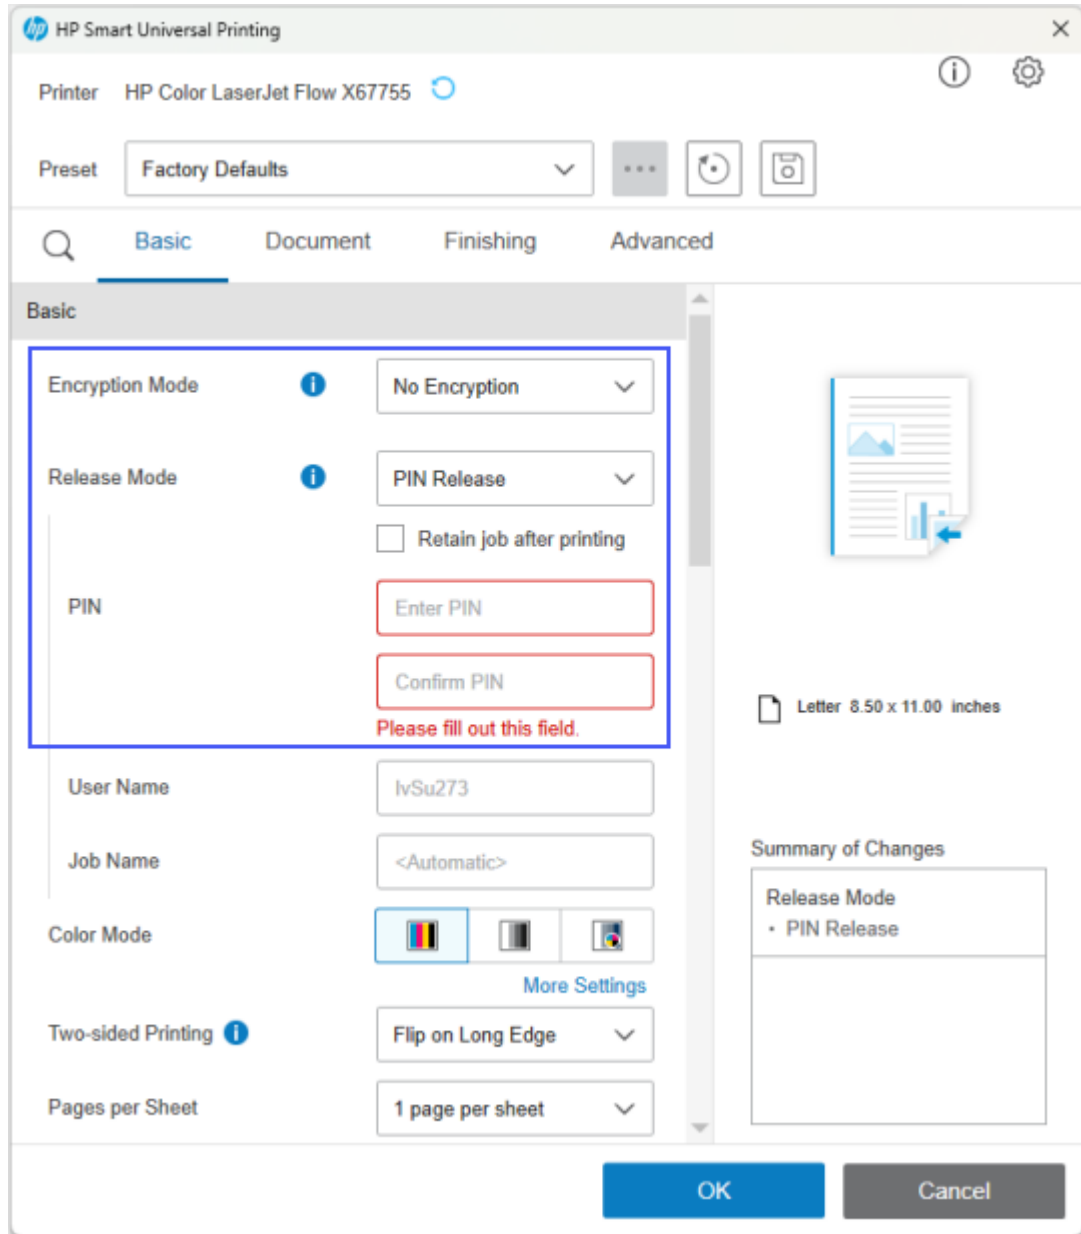 hp HP Smart Universal Printing
Printer HP Color LaserJet Flow X67755
Preset Factory Defaults
Basic Document Finishing Advanced
Basic
Encryption Mode No Encryption
Release Mode PIN Release
Retain job after printing
PIN Enter PIN
Confirm PIN
Please fill out this field.
User Name IvSu273
Job Name <Automatic>
Color Mode
More Settings
Two-sided Printing Flip on Long Edge
Pages per Sheet 1 page per sheet
Letter 8.50 x 11.00 inches
Summary of Changes
Release Mode
• PIN Release
OK Cancel